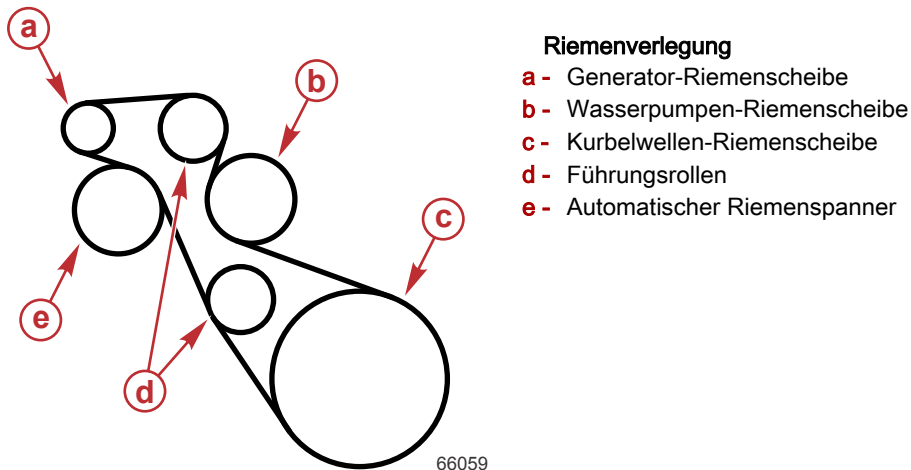 a
b
c
d
e
66059
Riemenverlegung
a - Generator-Riemenscheibe
b - Wasserpumpen-Riemenscheibe
c - Kurbelwellen-Riemenscheibe
d - Führungsrollen
e - Automatischer Riemenspanner